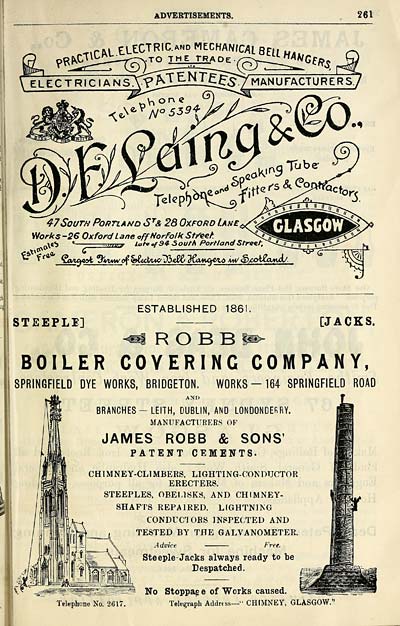 ADVERTISEMENTS. 261
PRACTICAL. ELECTRIC. AND MECHANICAL BELL HANGERS,
TO THE TRADE.
ELECTRICIANS, PATENTEES, MANUFACTURERS.
Telephone
No 5394
D. F. Laing & Co.,
Telephone and Speaking Tube
Fitters & Contractors.
47 SOUTH PORTLAND ST & 28 OXFORD LANE,
GLASGOW
Works-26 Oxford Lane off Norfolk Street.
late of 94 South Portland Street,
Estimates
Free
Largest Firm of Electric Bell Hangers in Scotland.
ESTABLISHED 1861.
STEEPLE] [JACKS.
ROBB
BOILER COVERING COMPANY,
SPRINGFIELD DYE WORKS, BRIDGETON. WORKS — 164 SPRINGFIELD ROAD
AND
BRANCHES — LEITH, DUBLIN, AND LONDONDERRY.
MANUFACTURERS OF
JAMES ROBB & SONS'
PATENT CEMENTS.
CHIMNEY-CLIMBERS, LIGHTING-CONDUCTOR
ERECTERS.
STEEPLES, OBELISKS, AND CHIMNEY-
SHAFTS REPAIRED, LIGHTNING
CONDUCTORS INSPECTED AND
TESTED BY THE GALVANOMETER.
Advice Free.
Steeple-Jacks always ready to be
Despatched.
No Stoppage of Works caused.
Telephone No. 2617. Telegraph Address—" CHIMNEY, GLASGOW."